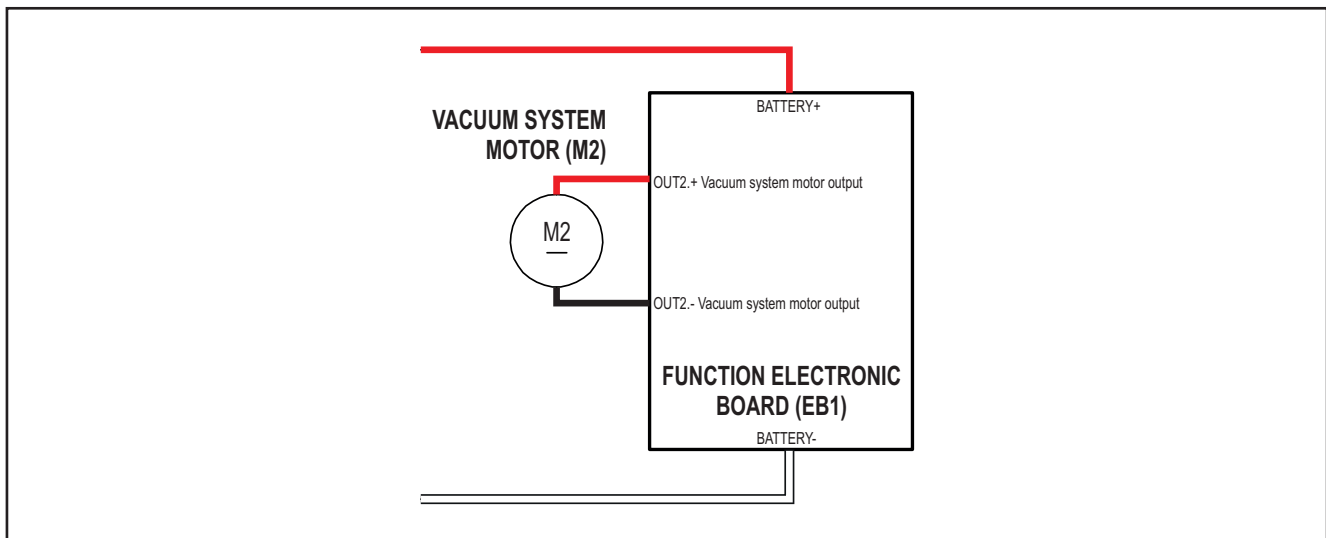 BATTERY+
VACUUM SYSTEM
MOTOR (M2)
OUT2.+ Vacuum system motor output
M2
OUT2.- Vacuum system motor output
FUNCTION ELECTRONIC
BOARD (EB1)
BATTERY-